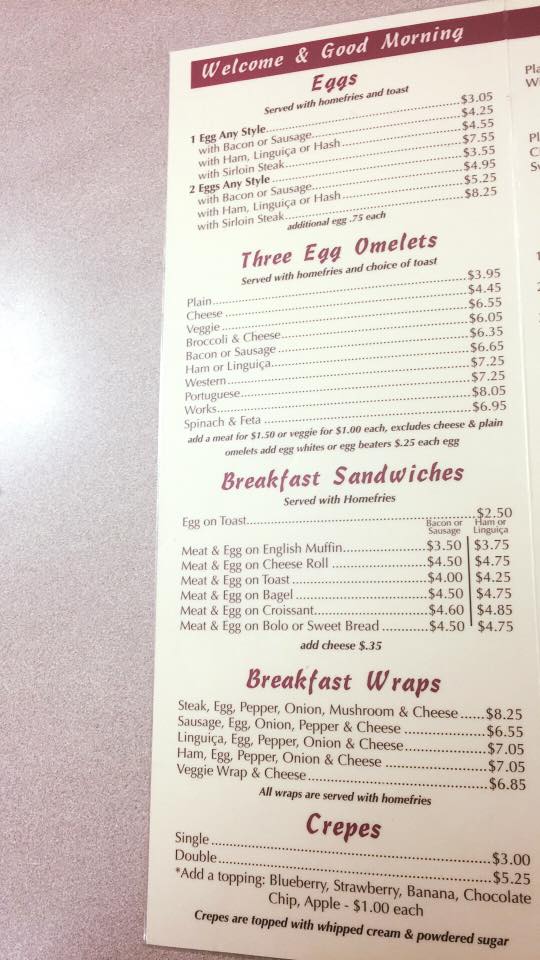 Welcome & Good Morning
Eggs
Served with homefries and toast
1 Egg Any Style $3.05
with Bacon or Sausage $4.25
with Ham, Linguiça or Hash $4.55
with Sirloin Steak $7.55
2 Eggs Any Style $3.55
with Bacon or Sausage $4.95
with Ham, Linguiça or Hash $5.25
with Sirloin Steak $8.25
additional egg .75 each
Three Egg Omelets
Served with homefries and choice of toast
Plain $3.95
Cheese $4.45
Veggie $6.55
Broccoli & Cheese $6.05
Bacon or Sausage $6.35
Ham or Linguiça $6.65
Western $7.25
Portuguese $7.25
Works $8.05
Spinach & Feta $6.95
add a meat for $1.50 or veggie for $1.00 each, excludes cheese & plain
omelets add egg whites or egg beaters $.25 each egg
Breakfast Sandwiches
Served with Homefries
Egg on Toast $2.50
Bacon or Ham or
Sausage Linguiça
Meat & Egg on English Muffin $3.50 $3.75
Meat & Egg on Cheese Roll $4.50 $4.75
Meat & Egg on Toast $4.00 $4.25
Meat & Egg on Bagel $4.50 $4.75
Meat & Egg on Croissant $4.60 $4.85
Meat & Egg on Bolo or Sweet Bread $4.50 $4.75
add cheese $.35
Breakfast Wraps
Steak, Egg, Pepper, Onion, Mushroom & Cheese $8.25
Sausage, Egg, Onion, Pepper & Cheese $6.55
Linguiça, Egg, Pepper, Onion & Cheese $7.05
Ham, Egg, Pepper, Onion & Cheese $7.05
Veggie Wrap & Cheese $6.85
All wraps are served with homefries
Crepes
Single $3.00
Double $5.25
*Add a topping: Blueberry, Strawberry, Banana, Chocolate
Chip, Apple - $1.00 each
Crepes are topped with whipped cream & powdered sugar